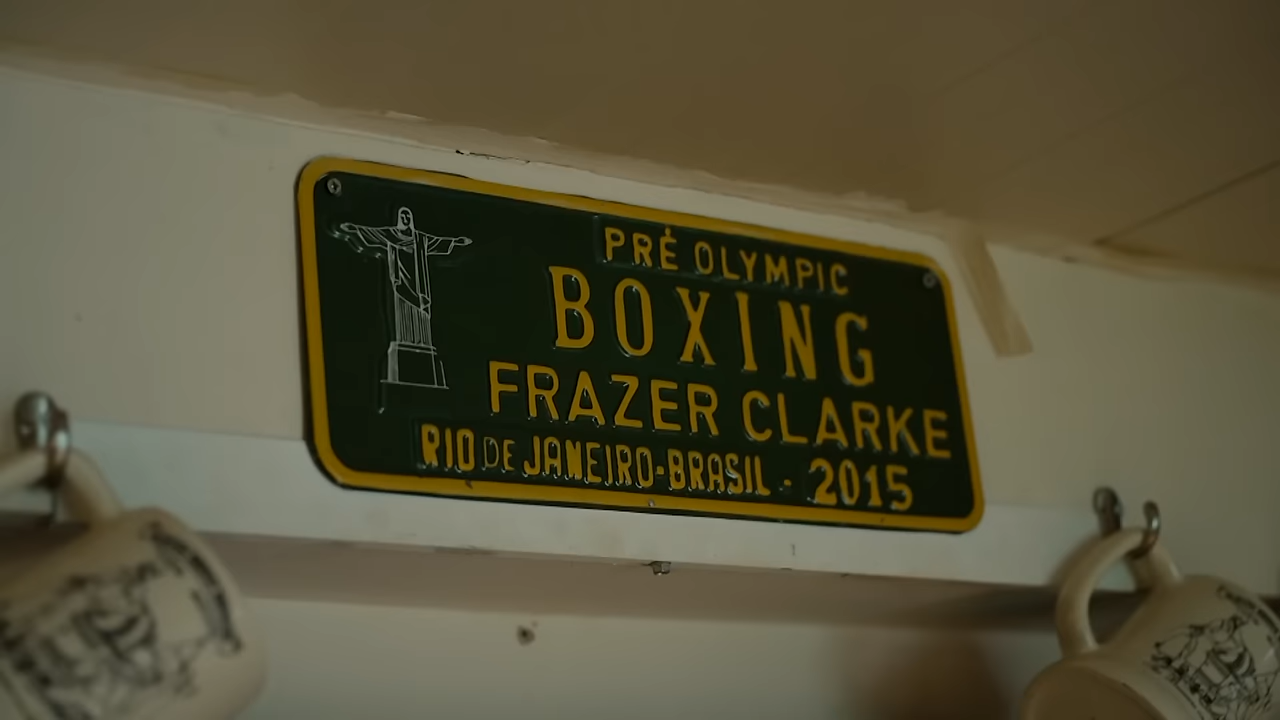 PRÉ OLYMPIC
BOXING
FRAZER CLARKE
RIO DE JANEIRO-BRASIL - 2015